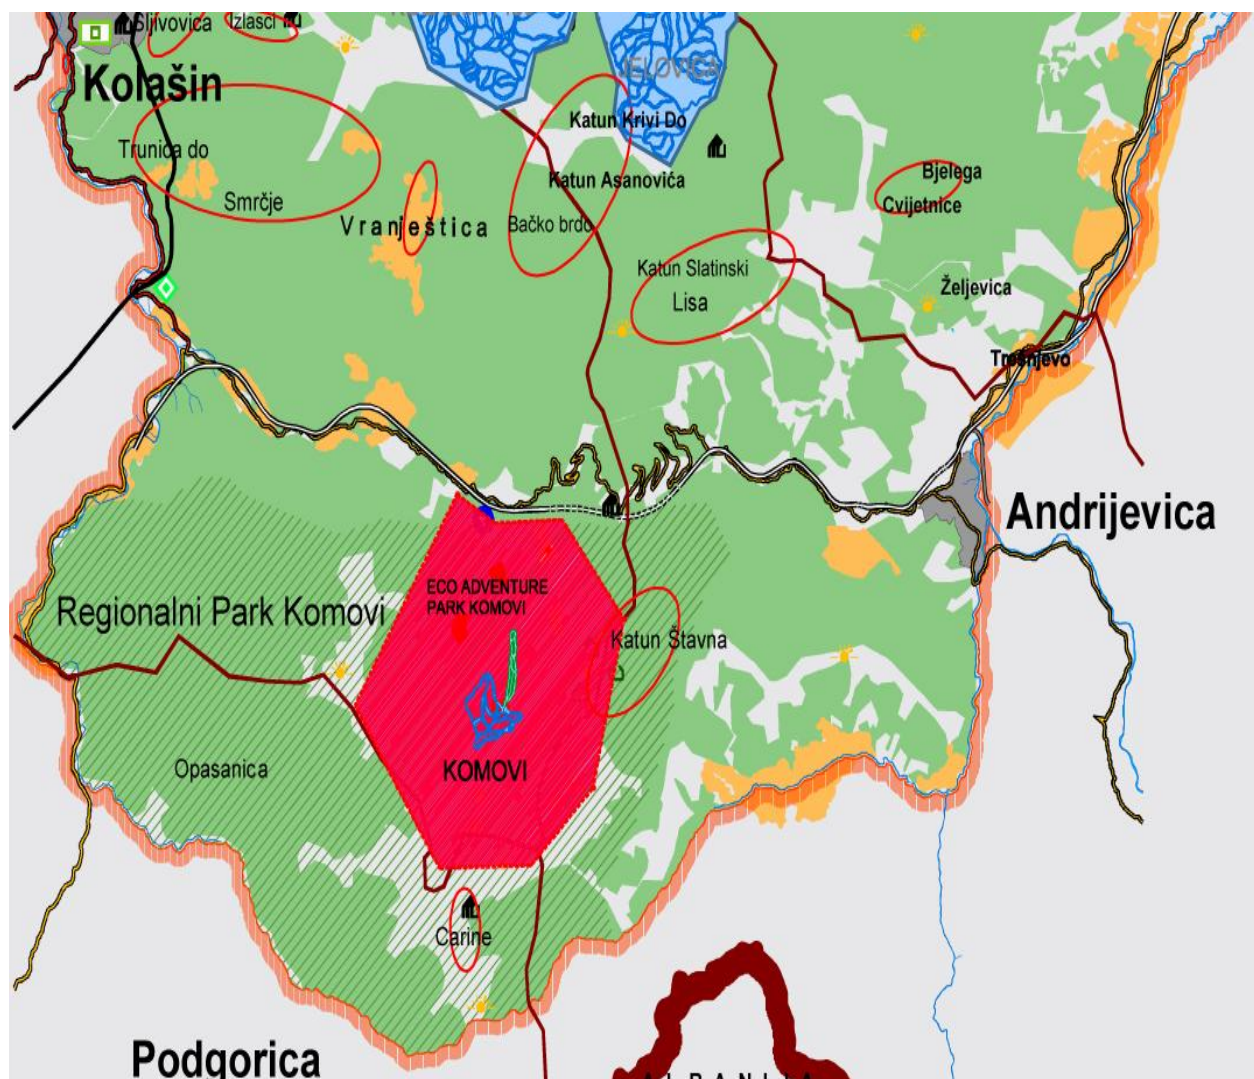 Šljivovica
Izlasci
Kolašin
JELOVICA
Katun Krivi Do
Trunica do
Bjelega
Katun Asanovića
Smrčje
Cvijetnice
Vranještica
Bačko brdo
Katun Slatinski
Lisa
Željevica
Trešnjevo
Andrijevica
ECO ADVENTURE
PARK KOMOVI
Regionalni Park Komovi
Katun Štavna
Opasanica
KOMOVI
Carine
Podgorica